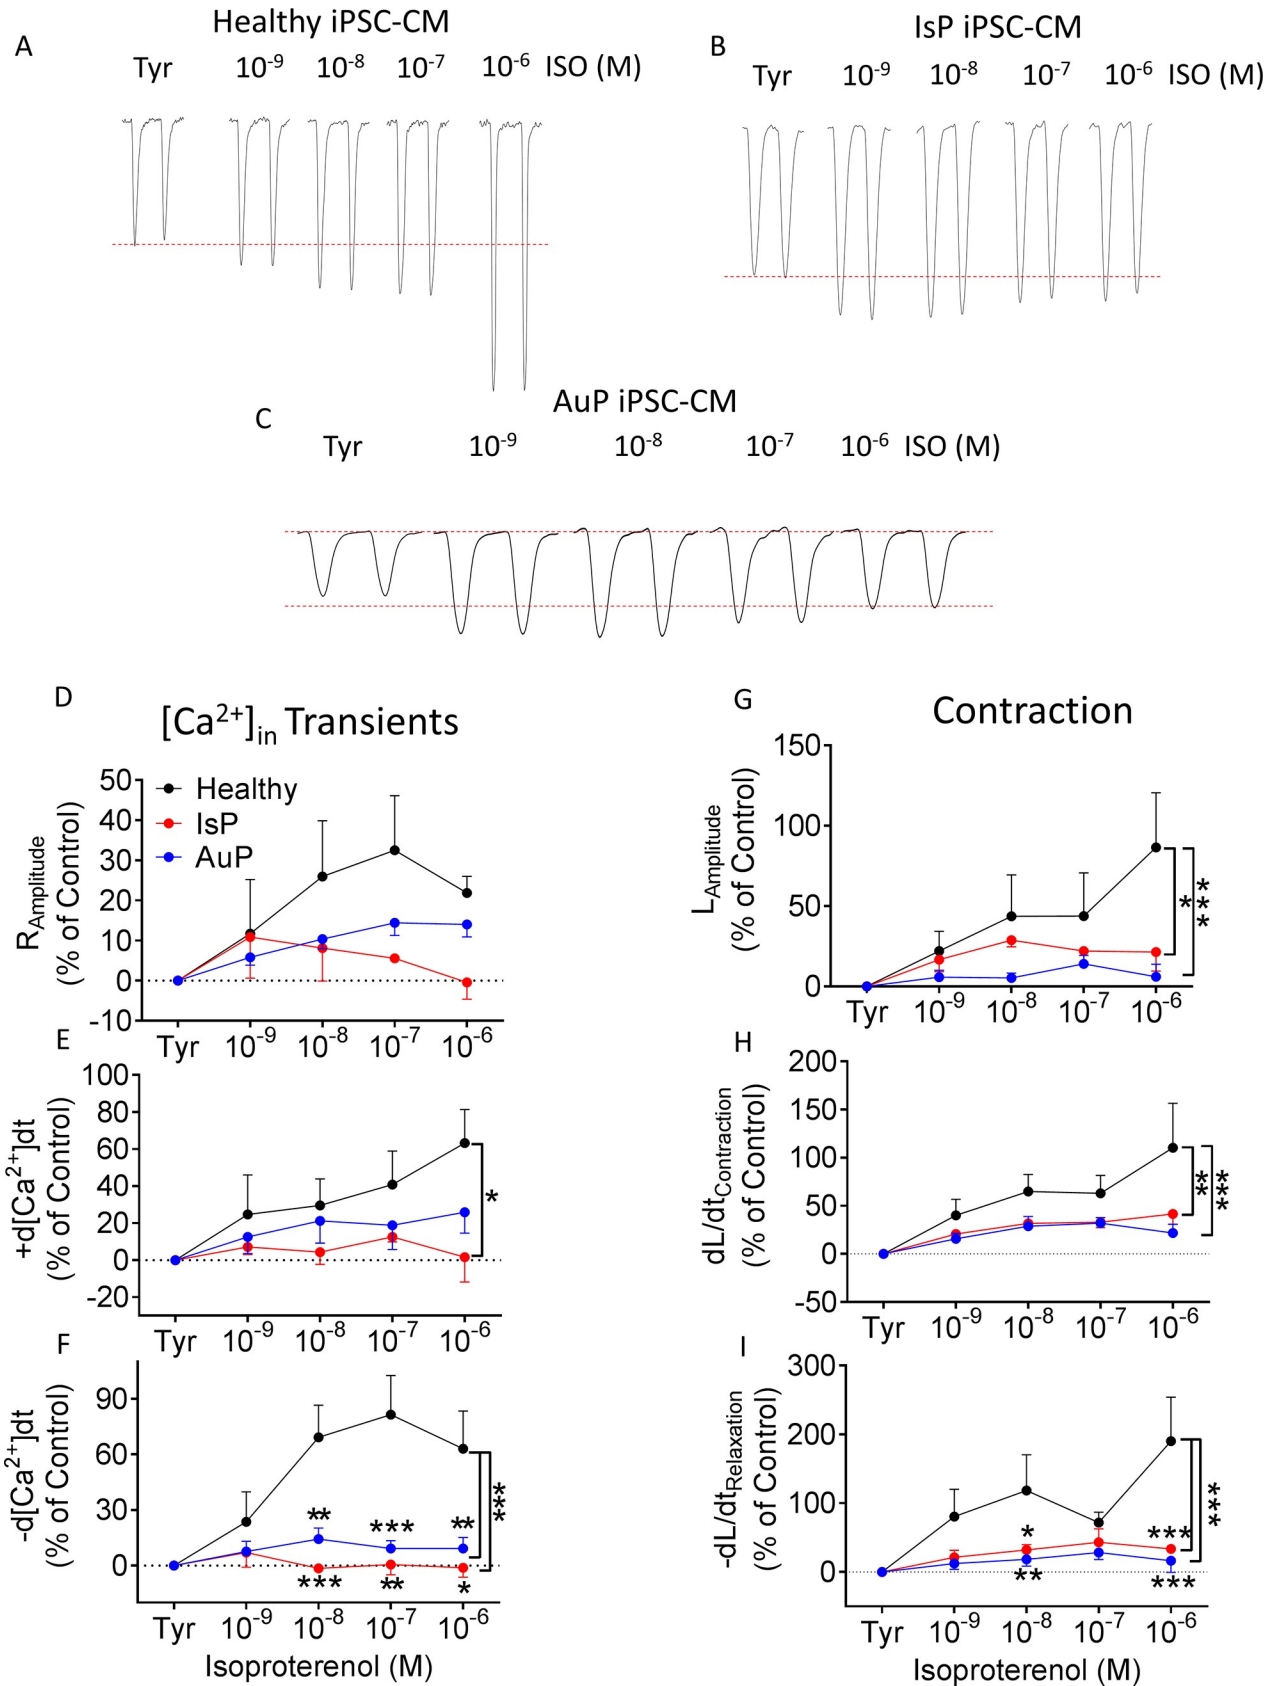 Healthy iPSC-CM
A
Tyr 10-9 10-8 10-7 10-6 ISO (M)
IsP iPSC-CM
B
Tyr 10-9 10-8 10-7 10-6 ISO (M)
AuP iPSC-CM
C
Tyr 10-9 10-8 10-7 10-6 ISO (M)
D
[Ca2+]in Transients
RAmplitude
(% of Control)
50
40
30
20
10
0
-10
Healthy
IsP
AuP
Tyr 10-9 10-8 10-7 10-6
E
+d[Ca2+]dt
(% of Control)
100
80
60
40
20
0
-20
*
Tyr 10-9 10-8 10-7 10-6
F
-d[Ca2+]dt
(% of Control)
90
60
30
0
** *** **
*** ** *
***
Tyr 10-9 10-8 10-7 10-6
Isoproterenol (M)
G
Contraction
LAmplitude
(% of Control)
150
100
50
0
* ***
Tyr 10-9 10-8 10-7 10-6
H
dL/dtContraction
(% of Control)
200
150
100
50
0
-50
** ***
Tyr 10-9 10-8 10-7 10-6
I
-dL/dtRelaxation
(% of Control)
300
200
100
0
* ***
** ***
***
Tyr 10-9 10-8 10-7 10-6
Isoproterenol (M)